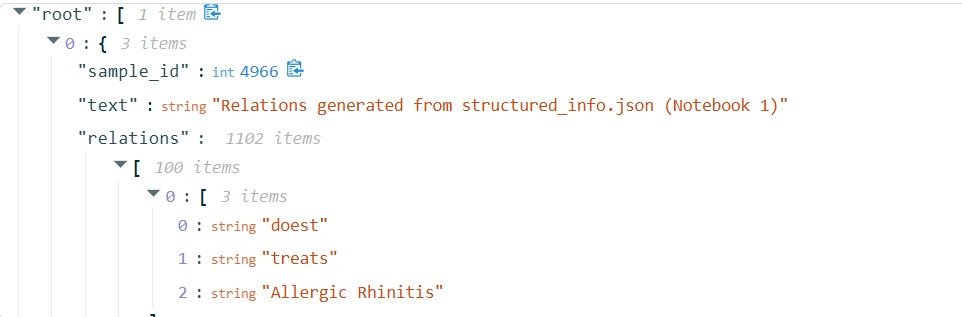 "root" : [ 1 item
0 : { 3 items
"sample_id" : int 4966
"text" : string "Relations generated from structured_info.json (Notebook 1)"
"relations" : 1102 items
[ 100 items
0 : [ 3 items
0 : string "doest"
1 : string "treats"
2 : string "Allergic Rhinitis"